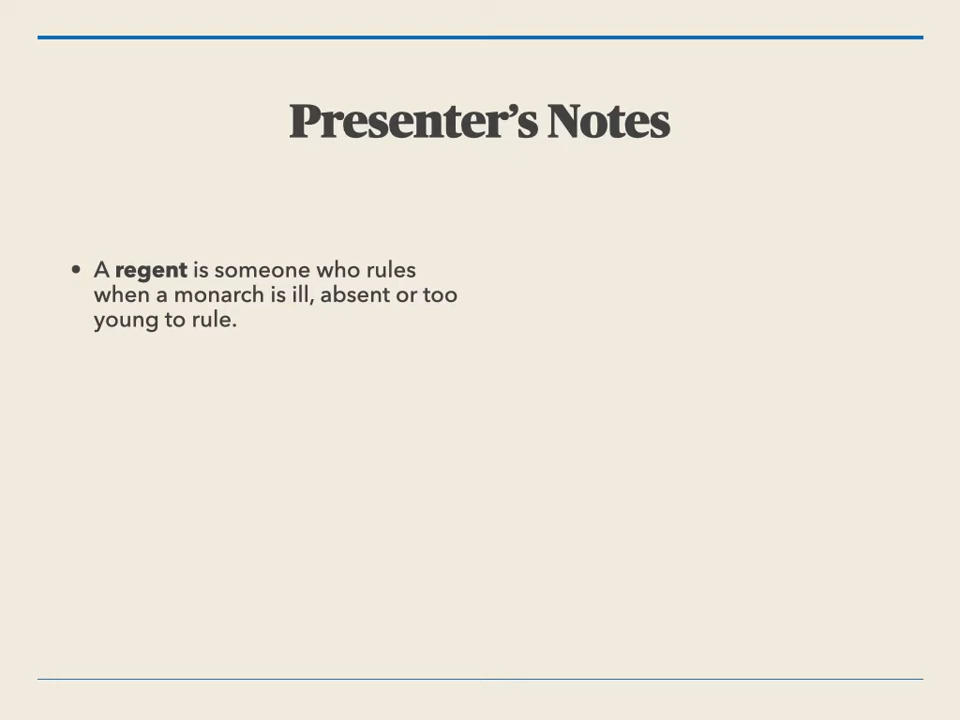 Presenter’s Notes
• A regent is someone who rules
when a monarch is ill, absent or too
young to rule.